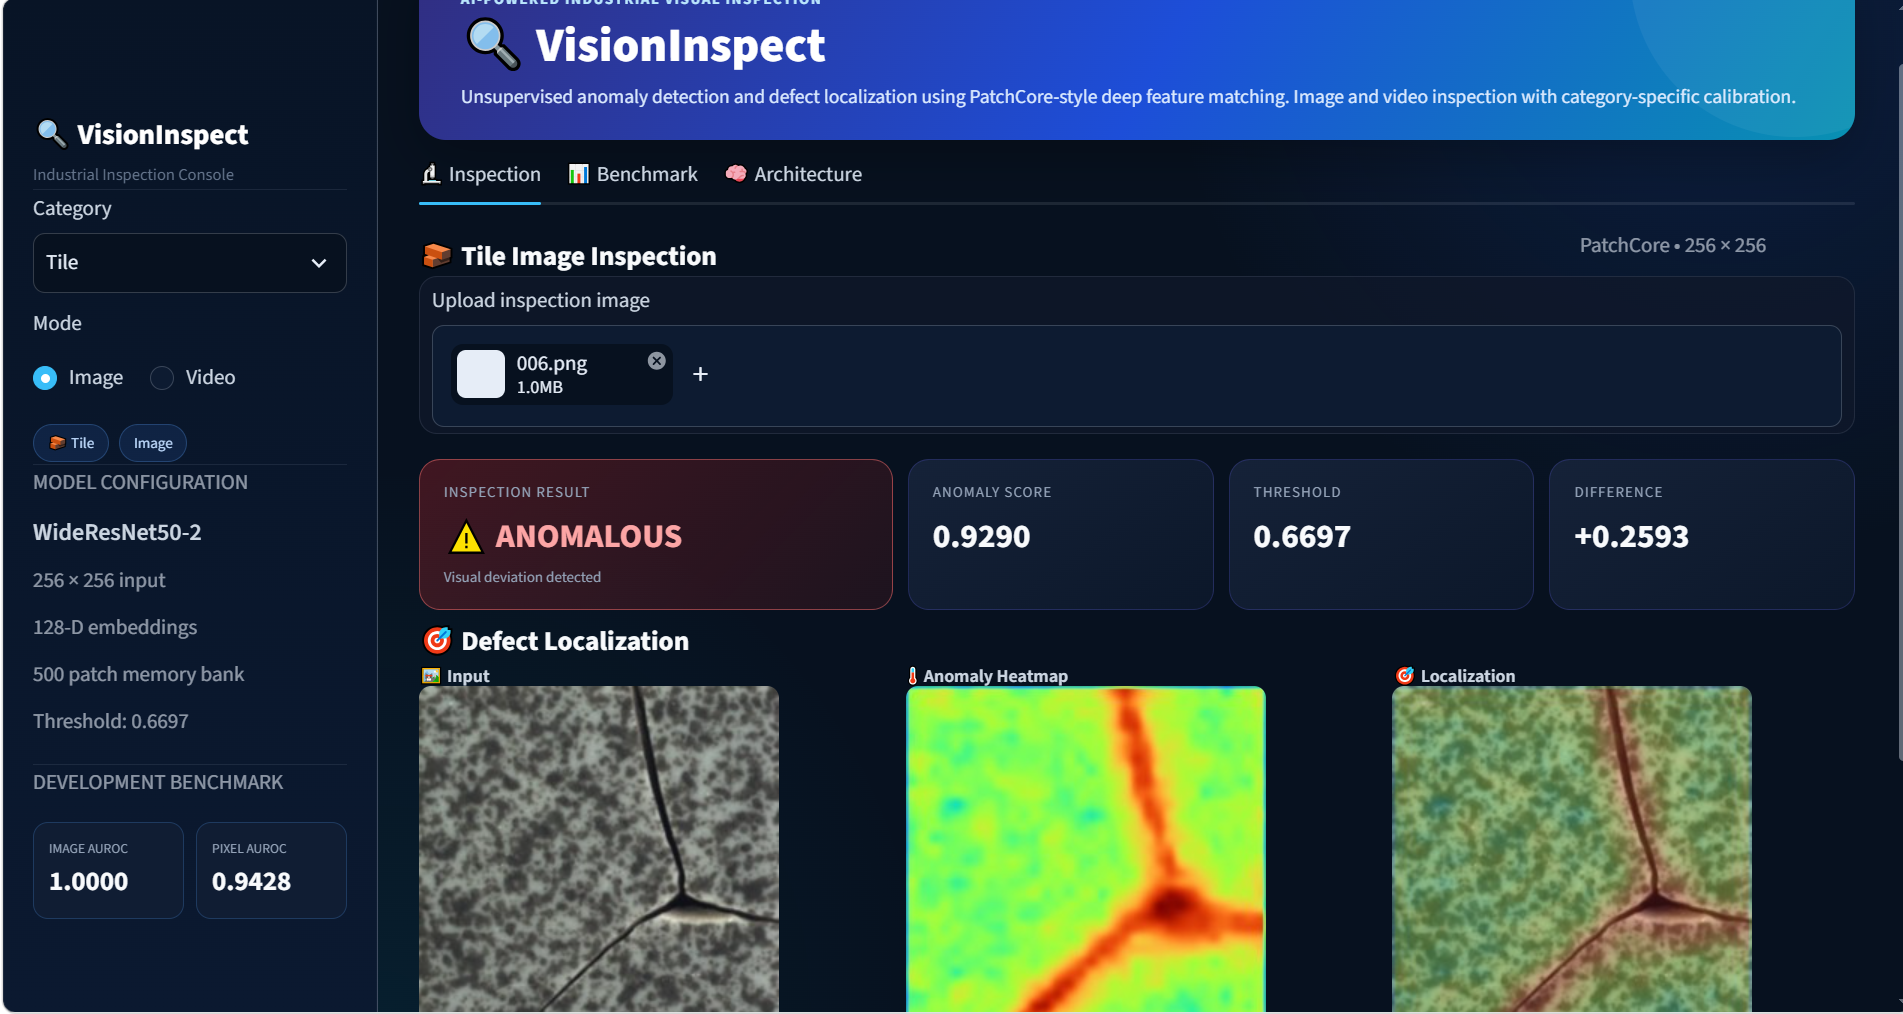 VisionInspect
Industrial Inspection Console
Category
Tile
Mode
Image
Video
Tile
Image
MODEL CONFIGURATION
WideResNet50-2
256 × 256 input
128-D embeddings
500 patch memory bank
Threshold: 0.6697
DEVELOPMENT BENCHMARK
IMAGE AUROC
1.0000
PIXEL AUROC
0.9428
AI-POWERED INDUSTRIAL VISUAL INSPECTION
VisionInspect
Unsupervised anomaly detection and defect localization using PatchCore-style deep feature matching. Image and video inspection with category-specific calibration.
Inspection
Benchmark
Architecture
Tile Image Inspection
PatchCore • 256 × 256
Upload inspection image
006.png
1.0MB
+
INSPECTION RESULT
ANOMALOUS
Visual deviation detected
ANOMALY SCORE
0.9290
THRESHOLD
0.6697
DIFFERENCE
+0.2593
Defect Localization
Input
Anomaly Heatmap
Localization